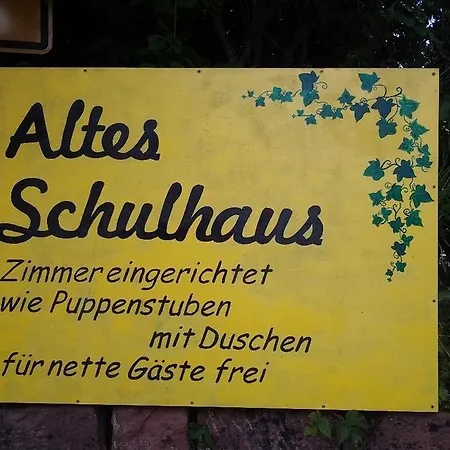 Altes
Schulhaus
Zimmer eingerichtet
wie Puppenstuben
mit Duschen
für nette Gäste frei